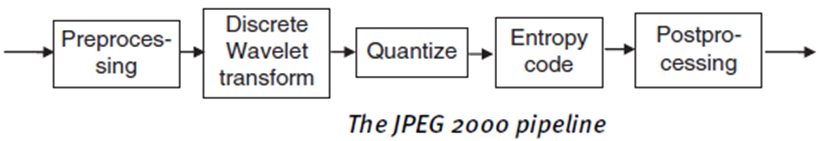 Preproces-
sing
Discrete
Wavelet
transform
Quantize
Entropy
code
Postpro-
cessing
The JPEG 2000 pipeline